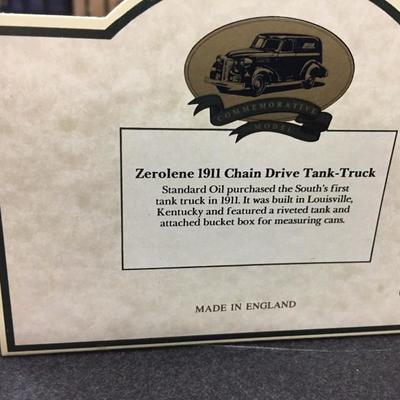 COMMEMORATIVE
MODEL
Zerolene 1911 Chain Drive Tank-Truck
Standard Oil purchased the South's first
tank truck in 1911. It was built in Louisville,
Kentucky and featured a riveted tank and
attached bucket box for measuring cans.
MADE IN ENGLAND